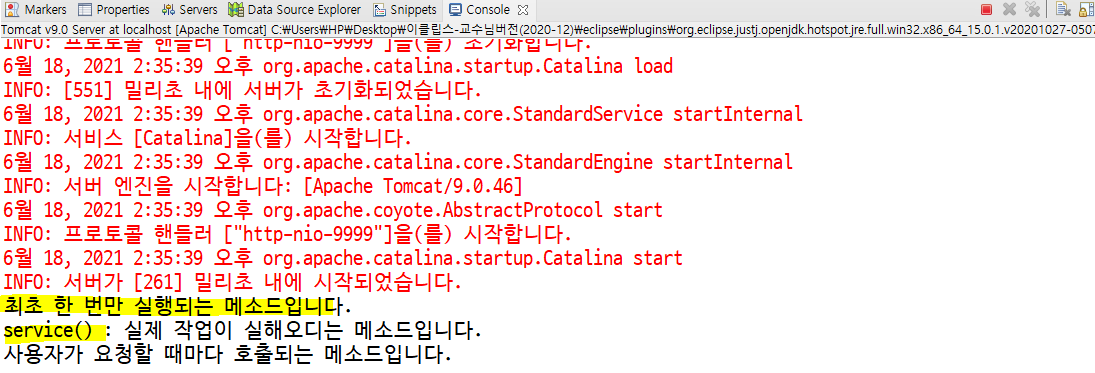 Markers Properties Servers Data Source Explorer Snippets Console
Tomcat v9.0 Server at localhost [Apache Tomcat] C:₩Users₩HP₩Desktop₩이클립스-교수님버전(2020-12)₩eclipse₩plugins₩org.eclipse.justj.openjdk.hotspot.jre.full.win32.x86_64_15.0.1.v20201027-0507
INFO: 프로토콜 핸들러 ["http-nio-9999"]을(를) 초기화합니다.
6월 18, 2021 2:35:39 오후 org.apache.catalina.startup.Catalina load
INFO: [551] 밀리초 내에 서버가 초기화되었습니다.
6월 18, 2021 2:35:39 오후 org.apache.catalina.core.StandardService startInternal
INFO: 서비스 [Catalina]을(를) 시작합니다.
6월 18, 2021 2:35:39 오후 org.apache.catalina.core.StandardEngine startInternal
INFO: 서버 엔진을 시작합니다: [Apache Tomcat/9.0.46]
6월 18, 2021 2:35:39 오후 org.apache.coyote.AbstractProtocol start
INFO: 프로토콜 핸들러 ["http-nio-9999"]을(를) 시작합니다.
6월 18, 2021 2:35:39 오후 org.apache.catalina.startup.Catalina start
INFO: 서버가 [261] 밀리초 내에 시작되었습니다.
최초 한 번만 실행되는 메소드입니다.
service() : 실제 작업이 실해오디는 메소드입니다.
사용자가 요청할 때마다 호출되는 메소드입니다.